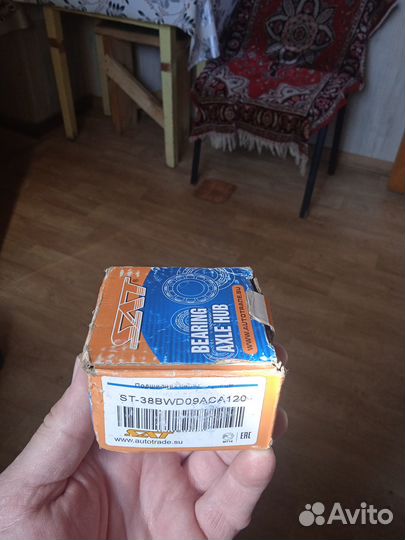 SAT
BEARING
AXLE HUB
WWW.AUTOTRADE.SU
ST-38BWD09ACA120
SAT
www.autotrade.su
EAC
Avito